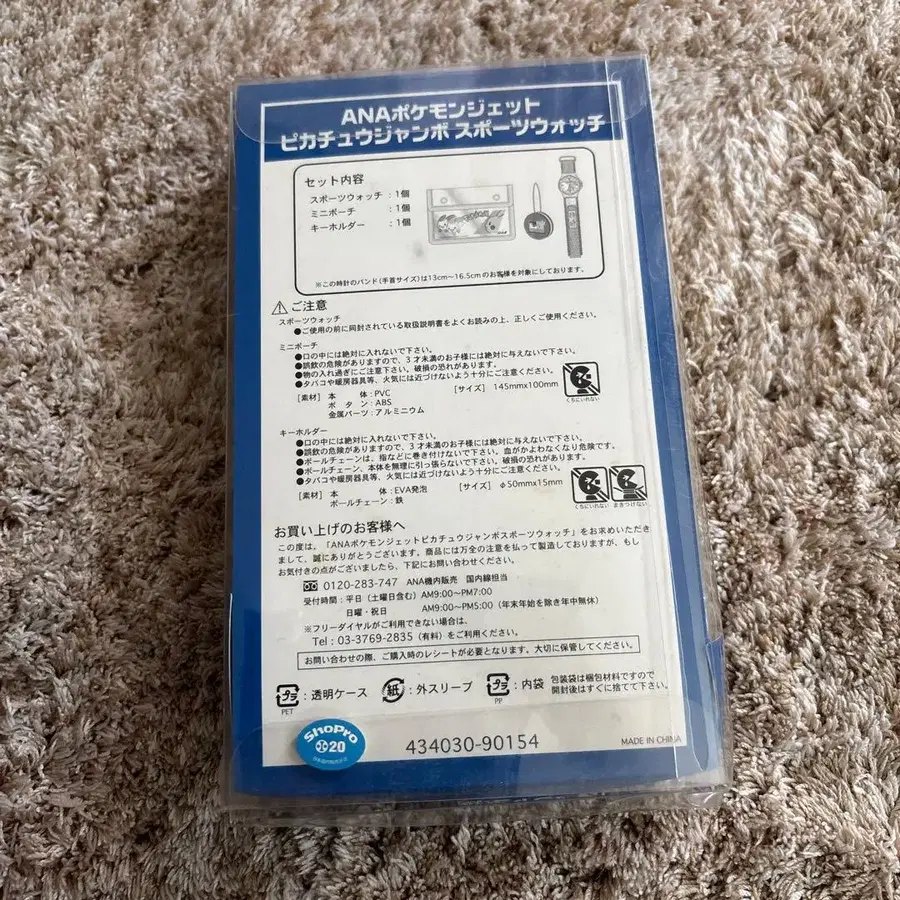 ANAポケモンジェット
ピカチュウジャンボ スポーツウォッチ
セット内容
スポーツウォッチ：1個
ミニポーチ：1個
キーホルダー：1個
※この時計のバンド（手首サイズ）は13cm〜16.5cmのお客様を対象にしております。
ご注意
スポーツウォッチ
●ご使用の前に同封されている取扱説明書をよくお読みの上、正しくご使用ください。
ミニポーチ
●口の中には絶対に入れないで下さい。
●誤飲の危険がありますので、3才未満のお子様には絶対に与えないで下さい。
●物の入れ過ぎにご注意下さい。破損の恐れがあります。
●タバコや暖房器具等、火気には近づけないよう十分にご注意ください。
[素材] 本体：PVC [サイズ] 145mmx100mm
ボタン：ABS
金属パーツ：アルミニウム
くちにいれない
キーホルダー
●口の中には絶対に入れないで下さい。
●誤飲の危険がありますので、3才未満のお子様には絶対に与えないで下さい。
●ボールチェーンは、指などに巻き付けないで下さい。血がかよわなくなり危険です。
●ボールチェーン、本体を無理に引っ張らないで下さい。破損の恐れがあります。
●タバコや暖房器具等、火気には近づけないよう十分にご注意ください。
[素材] 本体：EVA発泡 [サイズ] φ50mmx15mm
ボールチェーン：鉄
くちにいれない まきつけない
お買い上げのお客様へ
この度は、「ANAポケモンジェットピカチュウジャンボスポーツウォッチ」をお求めいただき
まして、誠にありがとうございます。商品には万全の注意を払って製造しておりますが、もし
お気付きの点がございましたら、下記にお問い合わせください。
0120-283-747 ANA機内販売 国内線担当
受付時間：平日（土曜日含む）AM9:00〜PM7:00
日曜・祝日 AM9:00〜PM5:00（年末年始を除き年中無休）
※フリーダイヤルがご利用できない場合は、
Tel：03-3769-2835（有料）をご利用ください。
お問い合わせの際、ご購入時のレシートが必要となります。大切に保管してください。
プラ：透明ケース 紙：外スリーブ プラ：内袋 包装袋は梱包材料ですので
PET PP 開封後はすぐに捨てて下さい。
ShoPro
20
434030-90154
MADE IN CHINA